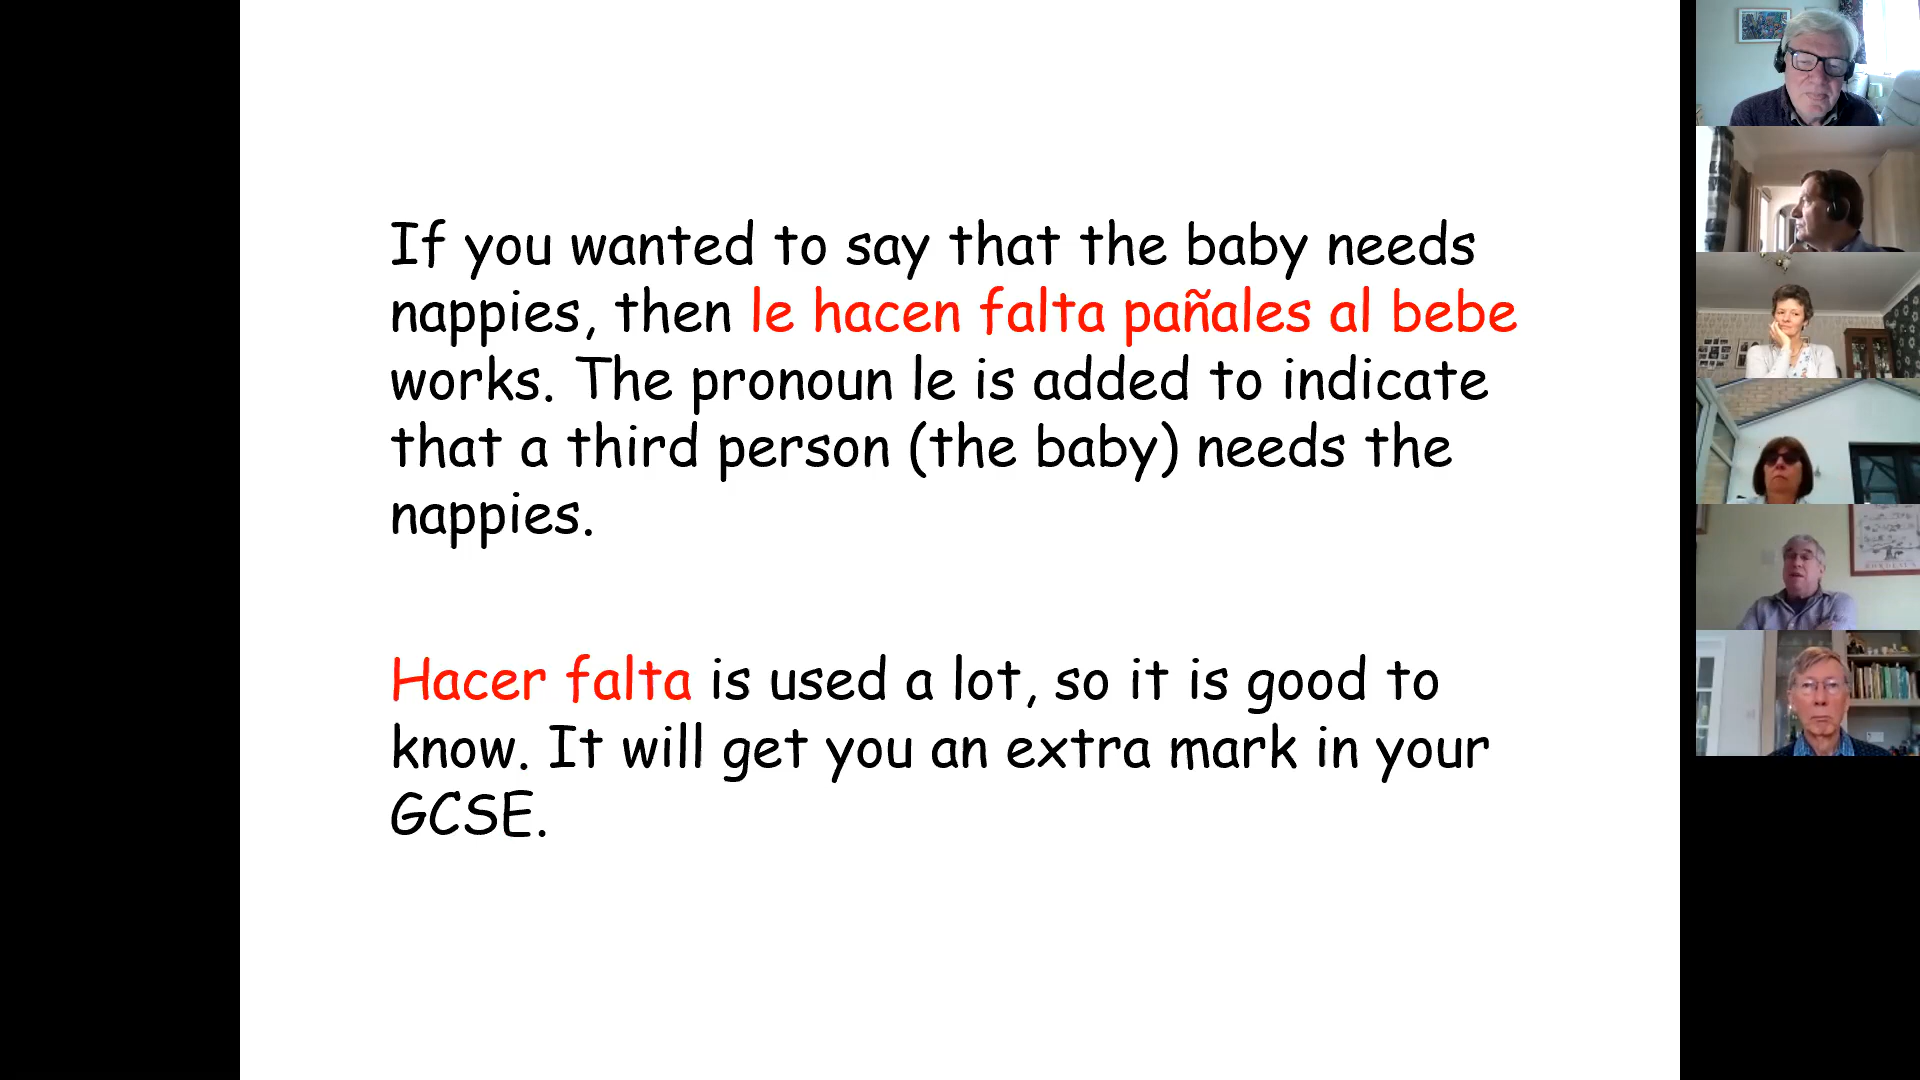 If you wanted to say that the baby needs
nappies, then le hacen falta pañales al bebe
works. The pronoun le is added to indicate
that a third person (the baby) needs the
nappies.
Hacer falta is used a lot, so it is good to
know. It will get you an extra mark in your
GCSE.
BORDEAUX